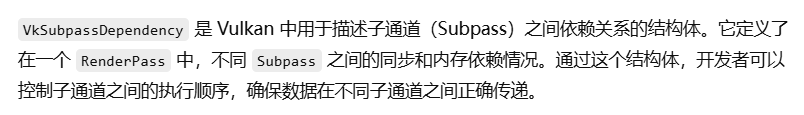 VkSubpassDependency 是 Vulkan 中用于描述子通道（Subpass）之间依赖关系的结构体。它定义了
在一个 RenderPass 中，不同 Subpass 之间的同步和内存依赖情况。通过这个结构体，开发者可以
控制子通道之间的执行顺序，确保数据在不同子通道之间正确传递。